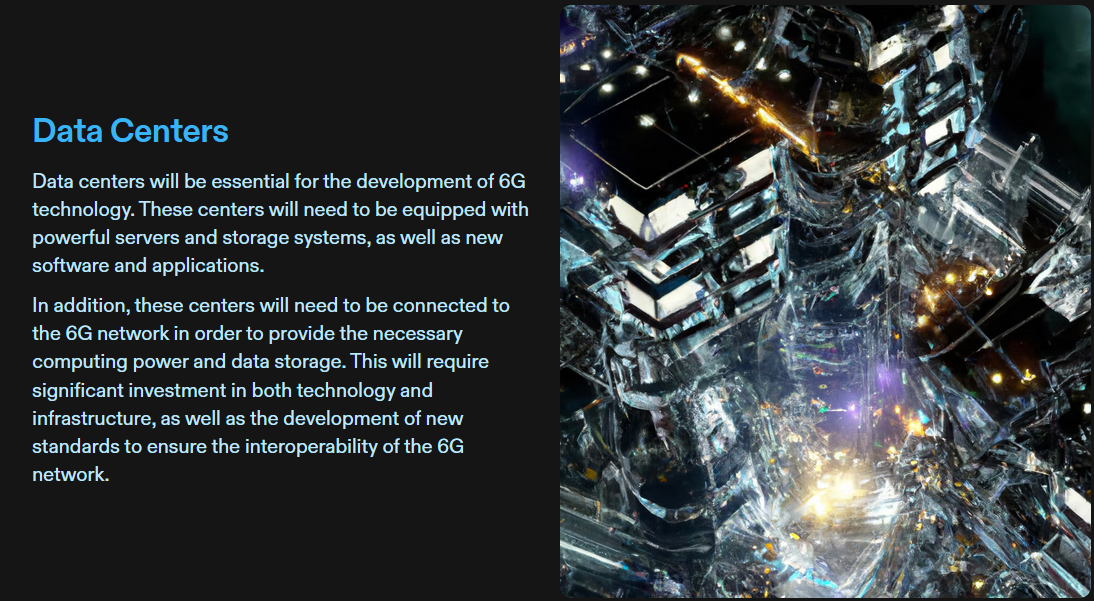 Data Centers
Data centers will be essential for the development of 6G
technology. These centers will need to be equipped with
powerful servers and storage systems, as well as new
software and applications.
In addition, these centers will need to be connected to
the 6G network in order to provide the necessary
computing power and data storage. This will require
significant investment in both technology and
infrastructure, as well as the development of new
standards to ensure the interoperability of the 6G
network.